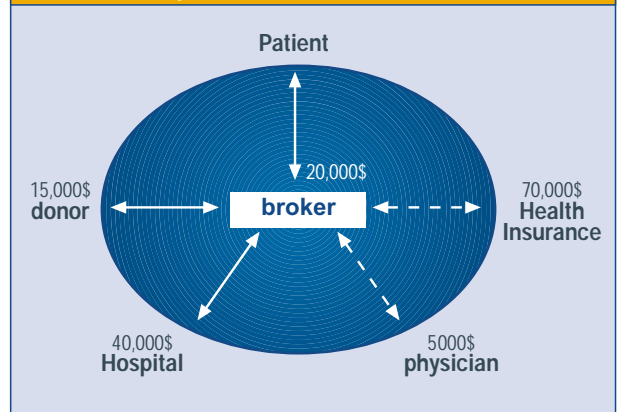 Patient
20,000$
broker
15,000$
donor
70,000$
Health
Insurance
40,000$
Hospital
5000$
physician